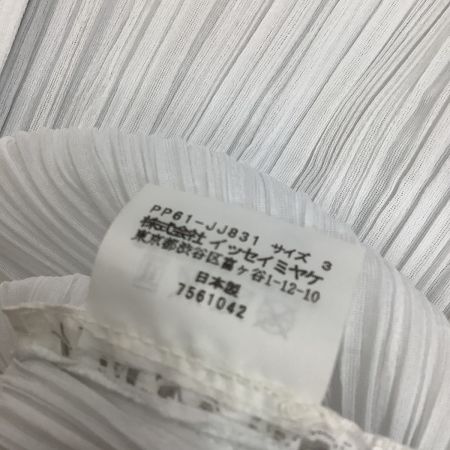 PP61-JJ831 サイズ 3
株式会社 イッセイミヤケ
東京都渋谷区富ヶ谷1-12-10
日本製
7561042